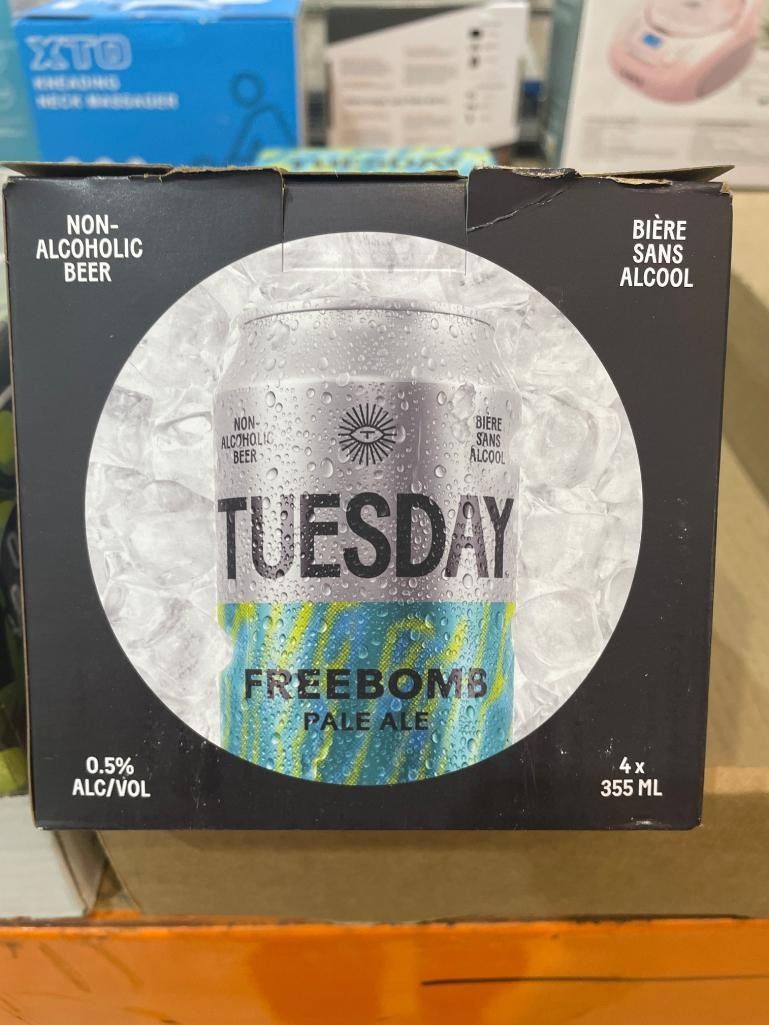 XTO
KNEADING
NECK MASSAGER
TUESDAY
NON-
ALCOHOLIC
BEER
BIÈRE
SANS
ALCOOL
NON-
ALCOHOLIC
BEER
BIÈRE
SANS
ALCOOL
TUESDAY
FREEBOMB
PALE ALE
0.5%
ALC/VOL
4 x
355 ML